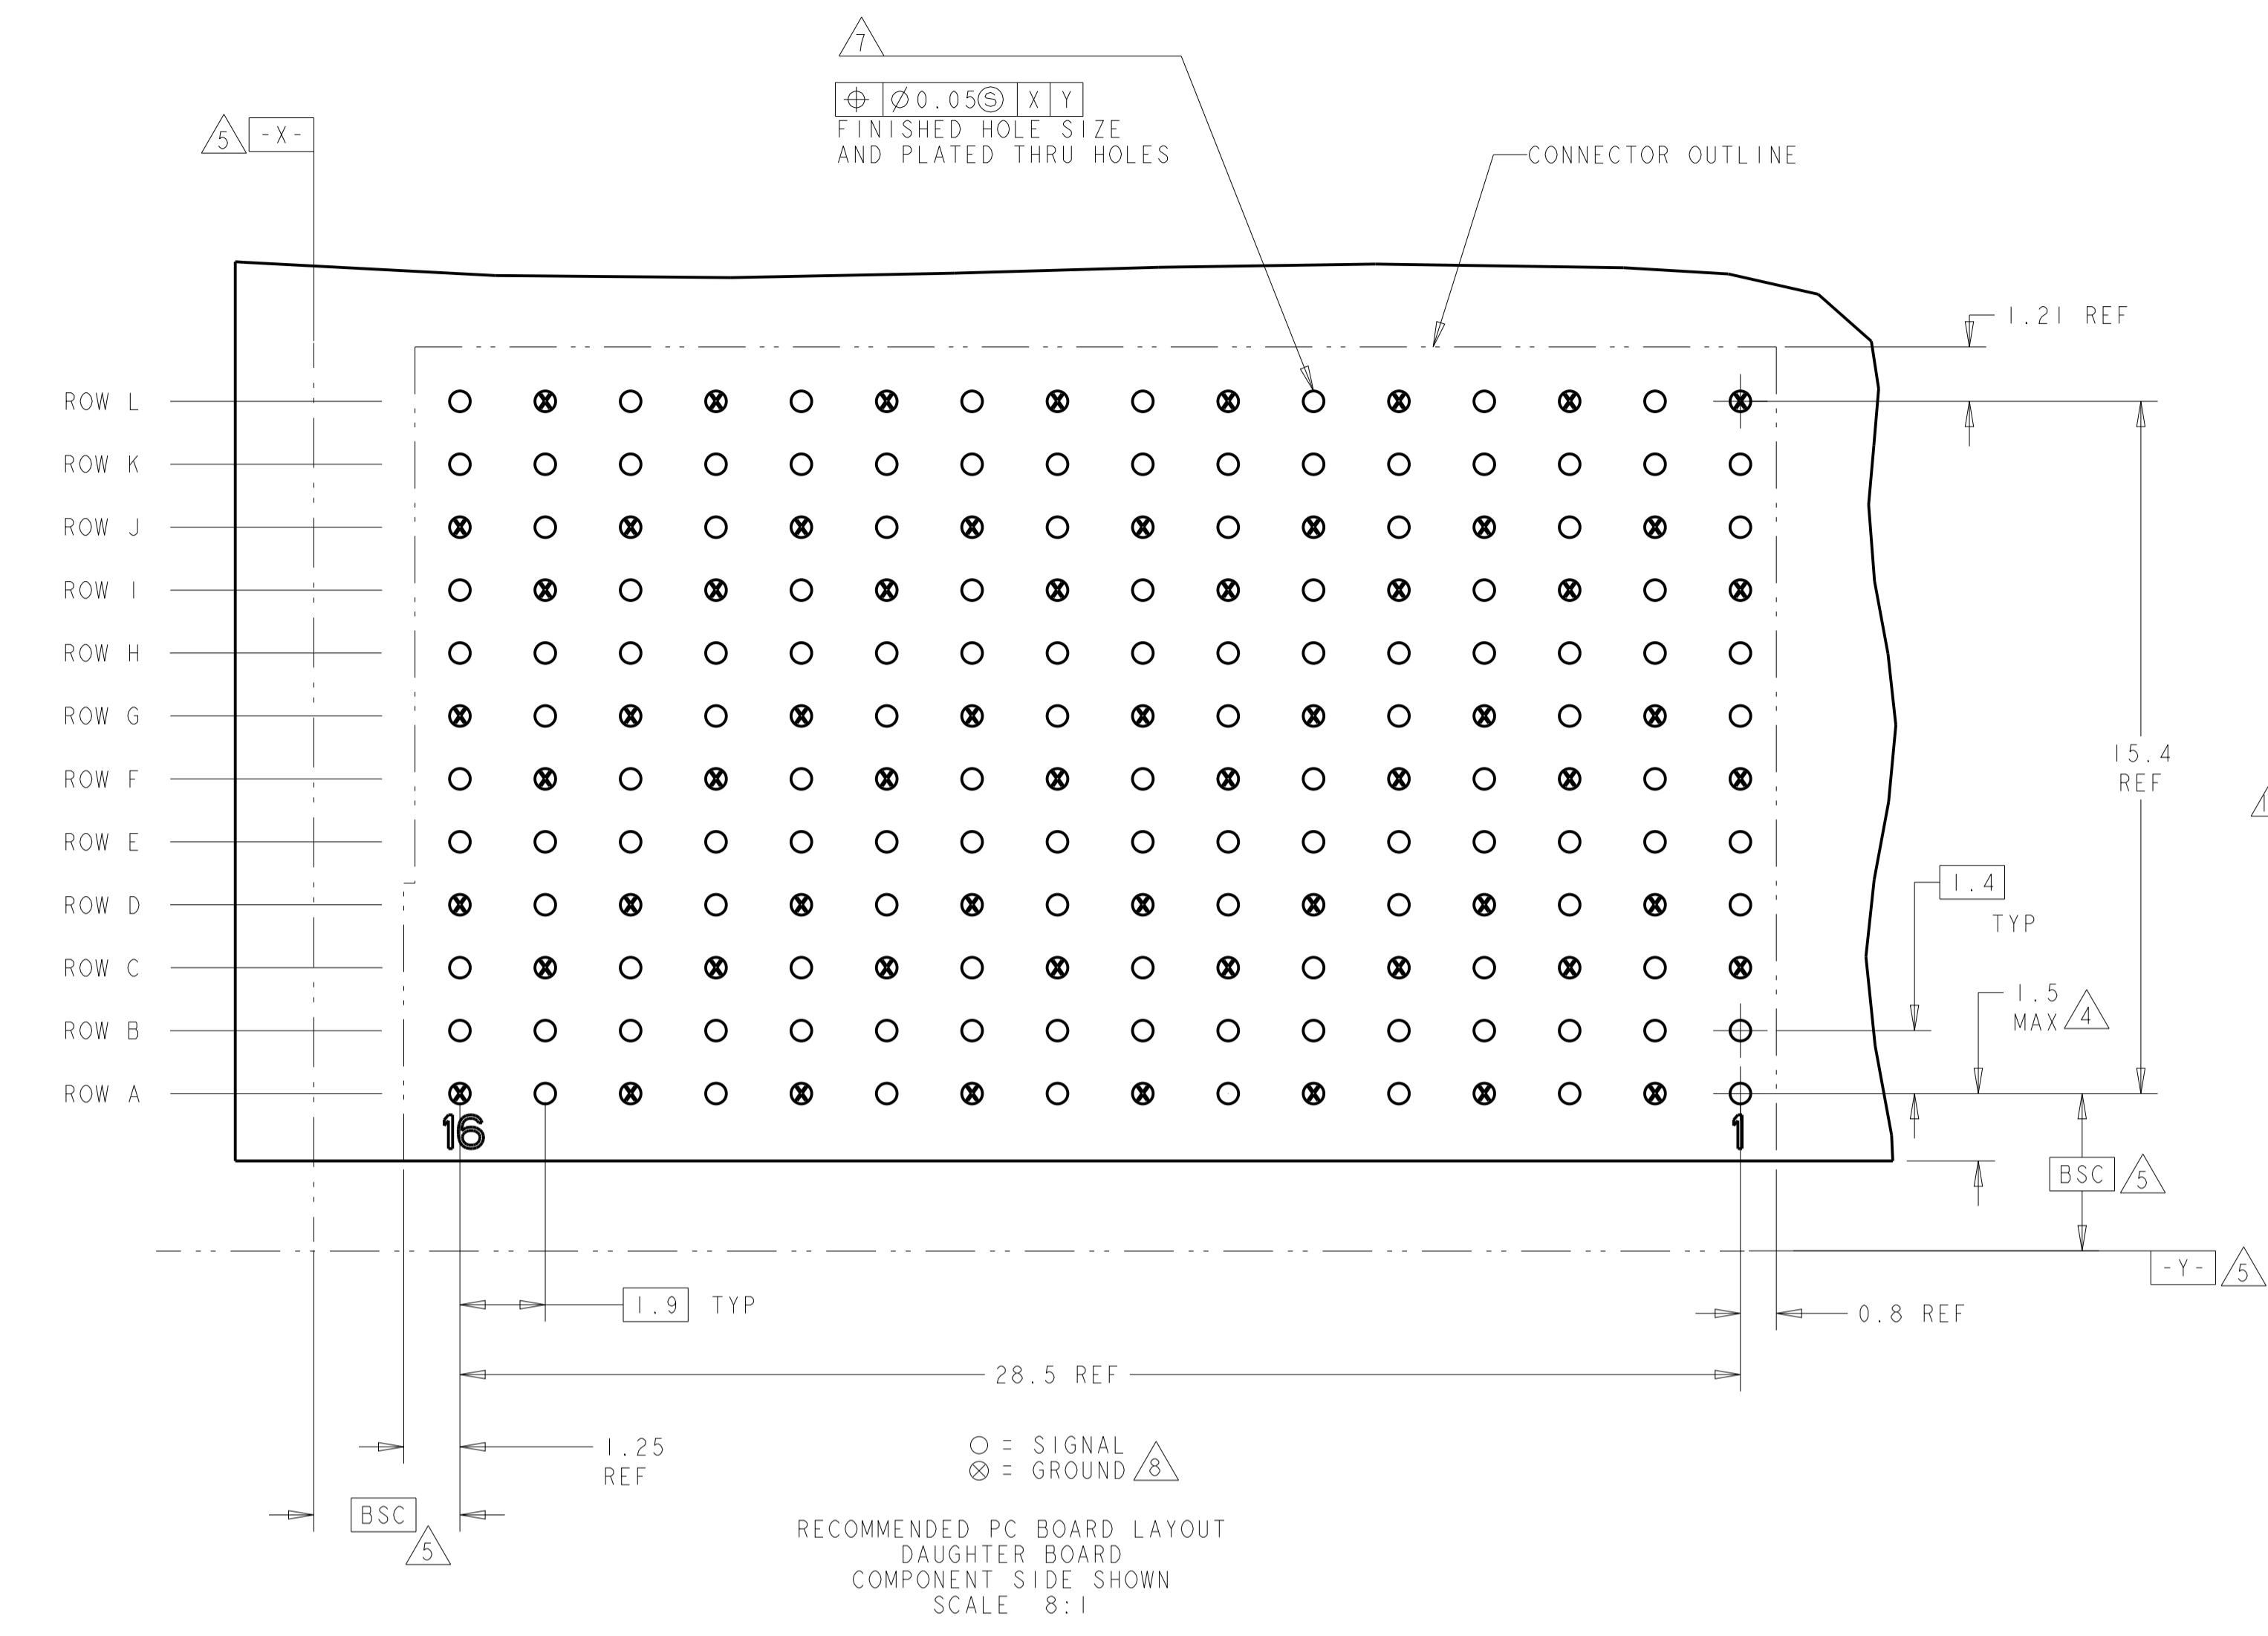 7
⌀0.05Ⓢ X Y
FINISHED HOLE SIZE
AND PLATED THRU HOLES
5 -X-
CONNECTOR OUTLINE
1.21 REF
ROW L
ROW K
ROW J
ROW I
ROW H
ROW G
ROW F
ROW E
ROW D
ROW C
ROW B
ROW A
15.4
REF
1.4
TYP
1.5
MAX 4
16
1
BSC 5
-Y- 5
1.9 TYP
0.8 REF
28.5 REF
1.25
REF
BSC
5
= SIGNAL
= GROUND 8
RECOMMENDED PC BOARD LAYOUT
DAUGHTER BOARD
COMPONENT SIDE SHOWN
SCALE 8:1